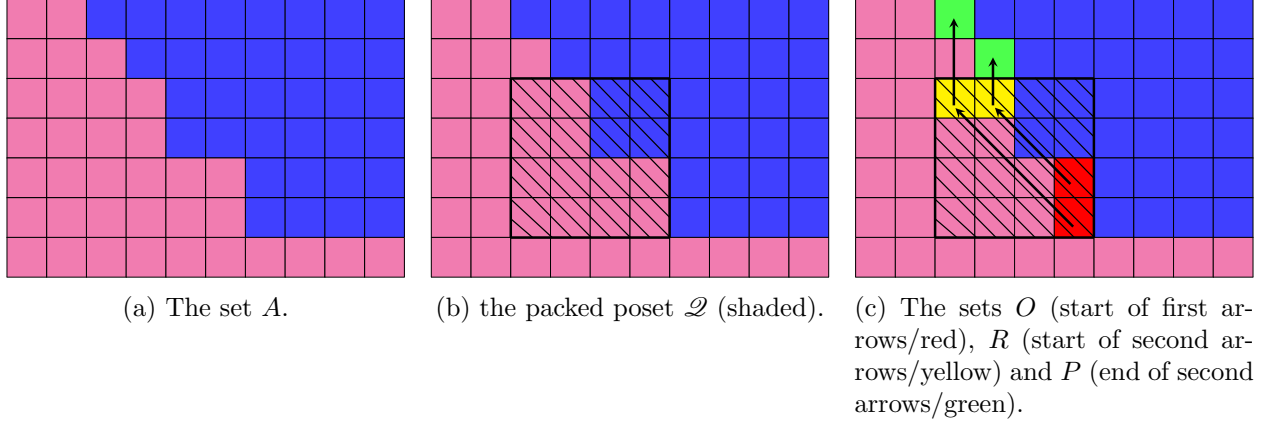 (a) The set A.
(b) the packed poset 𝒬 (shaded).
(c) The sets O (start of first ar-
rows/red), R (start of second ar-
rows/yellow) and P (end of second
arrows/green).